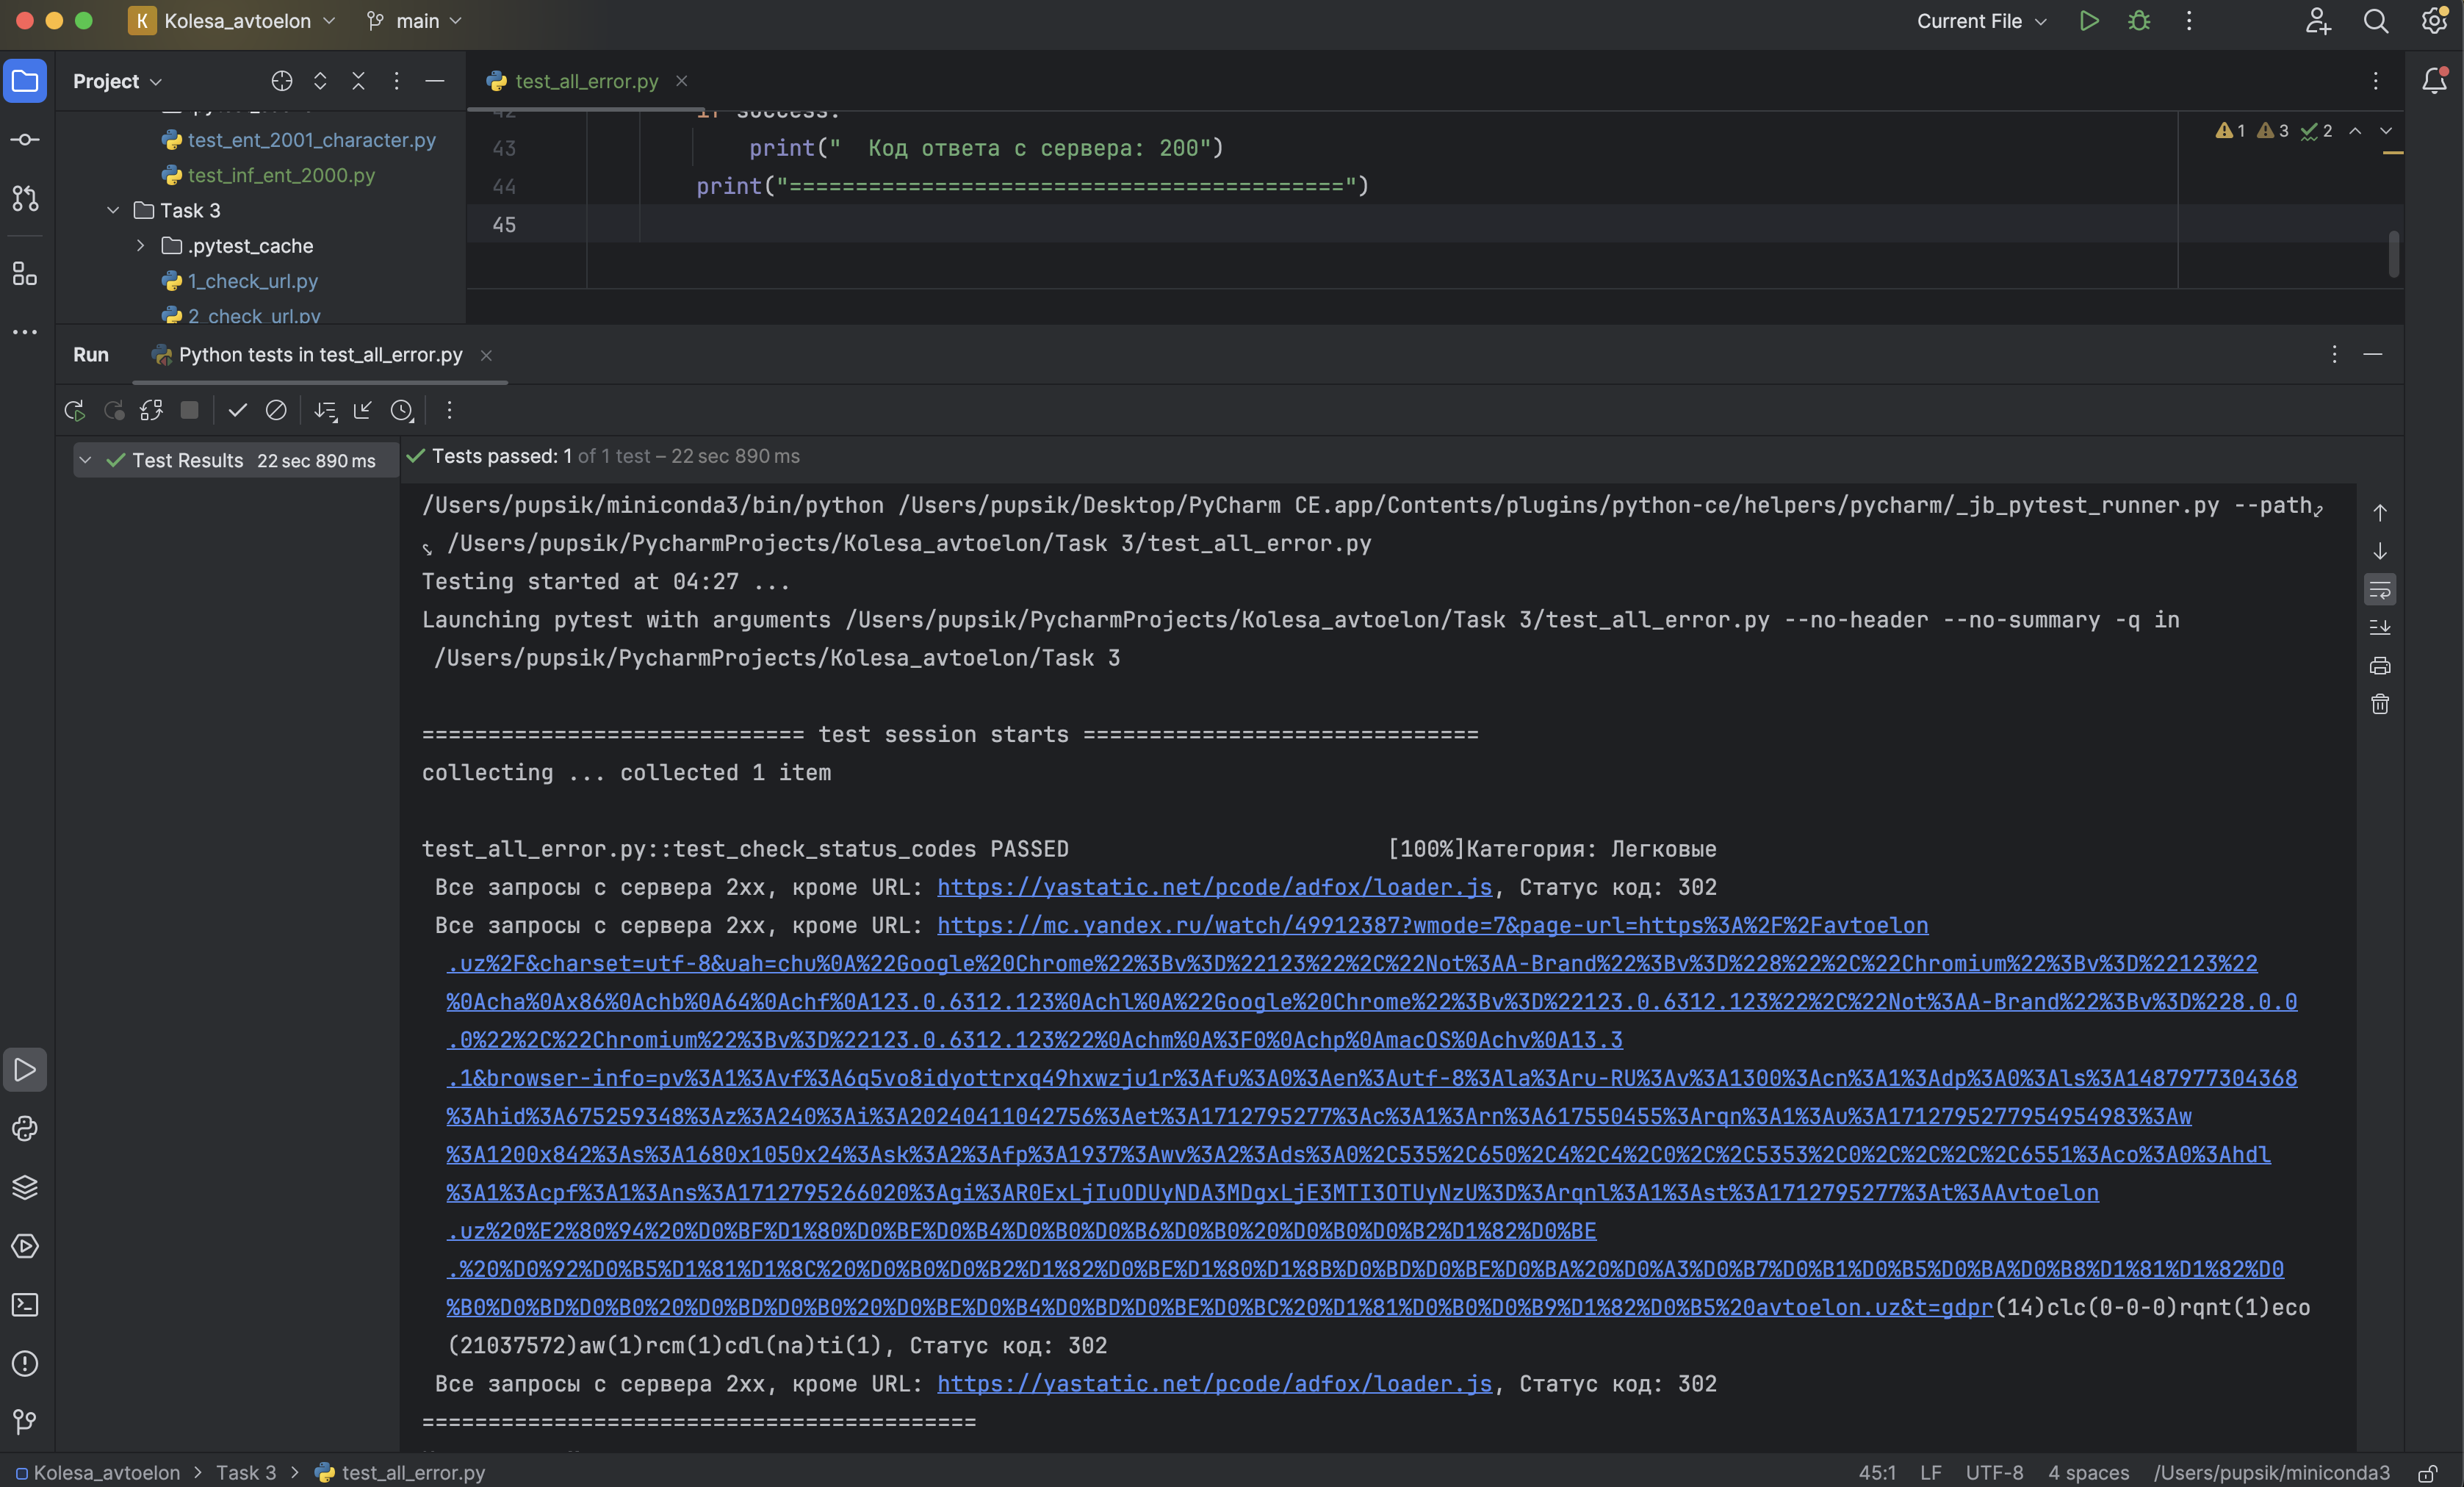 K Kolesa_avtoelon main Current File
Project
test_all_error.py
test_ent_2001_character.py
test_inf_ent_2000.py
Task 3
.pytest_cache
1_check_url.py
2_check_url.py
42 if success:
43 print("  Код ответа с сервера: 200")
44 print("==========================================")
45
1 3 2
Run Python tests in test_all_error.py
Test Results 22 sec 890 ms
Tests passed: 1 of 1 test – 22 sec 890 ms
/Users/pupsik/miniconda3/bin/python /Users/pupsik/Desktop/PyCharm CE.app/Contents/plugins/python-ce/helpers/pycharm/_jb_pytest_runner.py --path
/Users/pupsik/PycharmProjects/Kolesa_avtoelon/Task 3/test_all_error.py
Testing started at 04:27 ...
Launching pytest with arguments /Users/pupsik/PycharmProjects/Kolesa_avtoelon/Task 3/test_all_error.py --no-header --no-summary -q in
/Users/pupsik/PycharmProjects/Kolesa_avtoelon/Task 3
============================= test session starts ==============================
collecting ... collected 1 item
test_all_error.py::test_check_status_codes PASSED [100%]Категория: Легковые
Все запросы с сервера 2xx, кроме URL: https://yastatic.net/pcode/adfox/loader.js, Статус код: 302
Все запросы с сервера 2xx, кроме URL: https://mc.yandex.ru/watch/49912387?wmode=7&page-url=https%3A%2F%2Favtoelon
.uz%2F&charset=utf-8&uah=chu%0A%22Google%20Chrome%22%3Bv%3D%22123%22%2C%22Not%3AA-Brand%22%3Bv%3D%228%22%2C%22Chromium%22%3Bv%3D%22123%22
%0Acha%0Ax86%0Achb%0A64%0Achf%0A123.0.6312.123%0Achl%0A%22Google%20Chrome%22%3Bv%3D%22123.0.6312.123%22%2C%22Not%3AA-Brand%22%3Bv%3D%228.0.0
.0%22%2C%22Chromium%22%3Bv%3D%22123.0.6312.123%22%0Achm%0A%3F0%0Achp%0AmacOS%0Achv%0A13.3
.1&browser-info=pv%3A1%3Avf%3A6q5vo8idyottrxq49hxwzju1r%3Afu%3A0%3Aen%3Autf-8%3Ala%3Aru-RU%3Av%3A1300%3Acn%3A1%3Adp%3A0%3Als%3A1487977304368
%3Ahid%3A675259348%3Az%3A240%3Ai%3A20240411042756%3Aet%3A1712795277%3Ac%3A1%3Arn%3A617550455%3Arqn%3A1%3Au%3A1712795277954954983%3Aw
%3A1200x842%3As%3A1680x1050x24%3Ask%3A2%3Afp%3A1937%3Awv%3A2%3Ads%3A0%2C535%2C650%2C4%2C4%2C0%2C%2C5353%2C0%2C%2C%2C%2C6551%3Aco%3A0%3Ahdl
%3A1%3Acpf%3A1%3Ans%3A1712795266020%3Agi%3AR0ExLjIuODUyNDA3MDgxLjE3MTI3OTUyNzU%3D%3Arqnl%3A1%3Ast%3A1712795277%3At%3AAvtoelon
.uz%20%E2%80%94%20%D0%BF%D1%80%D0%BE%D0%B4%D0%B0%D0%B6%D0%B0%20%D0%B0%D0%B2%D1%82%D0%BE
.%20%D0%92%D0%B5%D1%81%D1%8C%20%D0%B0%D0%B2%D1%82%D0%BE%D1%80%D1%8B%D0%BD%D0%BE%D0%BA%20%D0%A3%D0%B7%D0%B1%D0%B5%D0%BA%D0%B8%D1%81%D1%82%D0
%B0%D0%BD%D0%B0%20%D0%BD%D0%B0%20%D0%BE%D0%B4%D0%BD%D0%BE%D0%BC%20%D1%81%D0%B0%D0%B9%D1%82%D0%B5%20avtoelon.uz&t=gdpr(14)clc(0-0-0)rqnt(1)eco
(21037572)aw(1)rcm(1)cdl(na)ti(1), Статус код: 302
Все запросы с сервера 2xx, кроме URL: https://yastatic.net/pcode/adfox/loader.js, Статус код: 302
==========================================
Kolesa_avtoelon > Task 3 > test_all_error.py 45:1 LF UTF-8 4 spaces /Users/pupsik/miniconda3